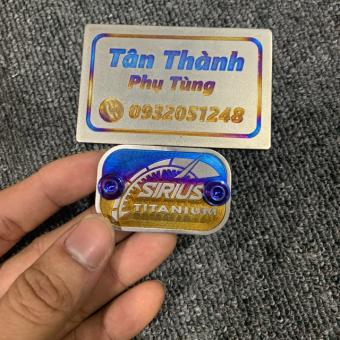 Tân Thành
Phụ Tùng
0932051248
SIRIUS
TITANIUM